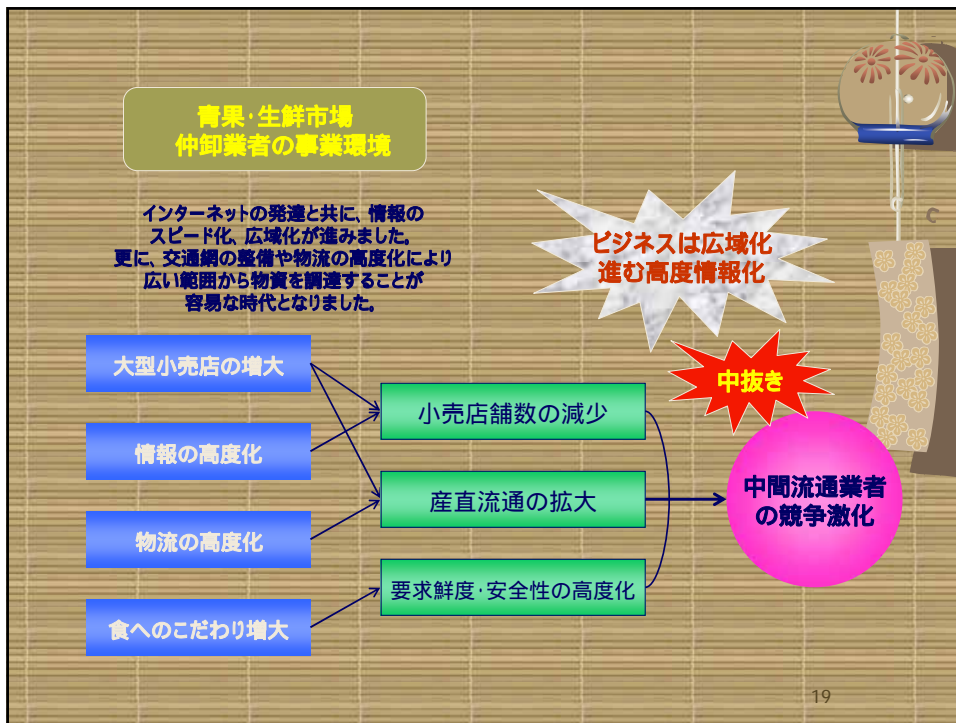 青果･生鮮市場
仲卸業者の事業環境
インターネットの発達と共に、情報の
スピード化、広域化が進みました。
更に、交通網の整備や物流の高度化により
広い範囲から物資を調達することが
容易な時代となりました。
ビジネスは広域化
進む高度情報化
大型小売店の増大
情報の高度化
物流の高度化
食へのこだわり増大
小売店舗数の減少
産直流通の拡大
要求鮮度･安全性の高度化
中抜き
中間流通業者
の競争激化
19